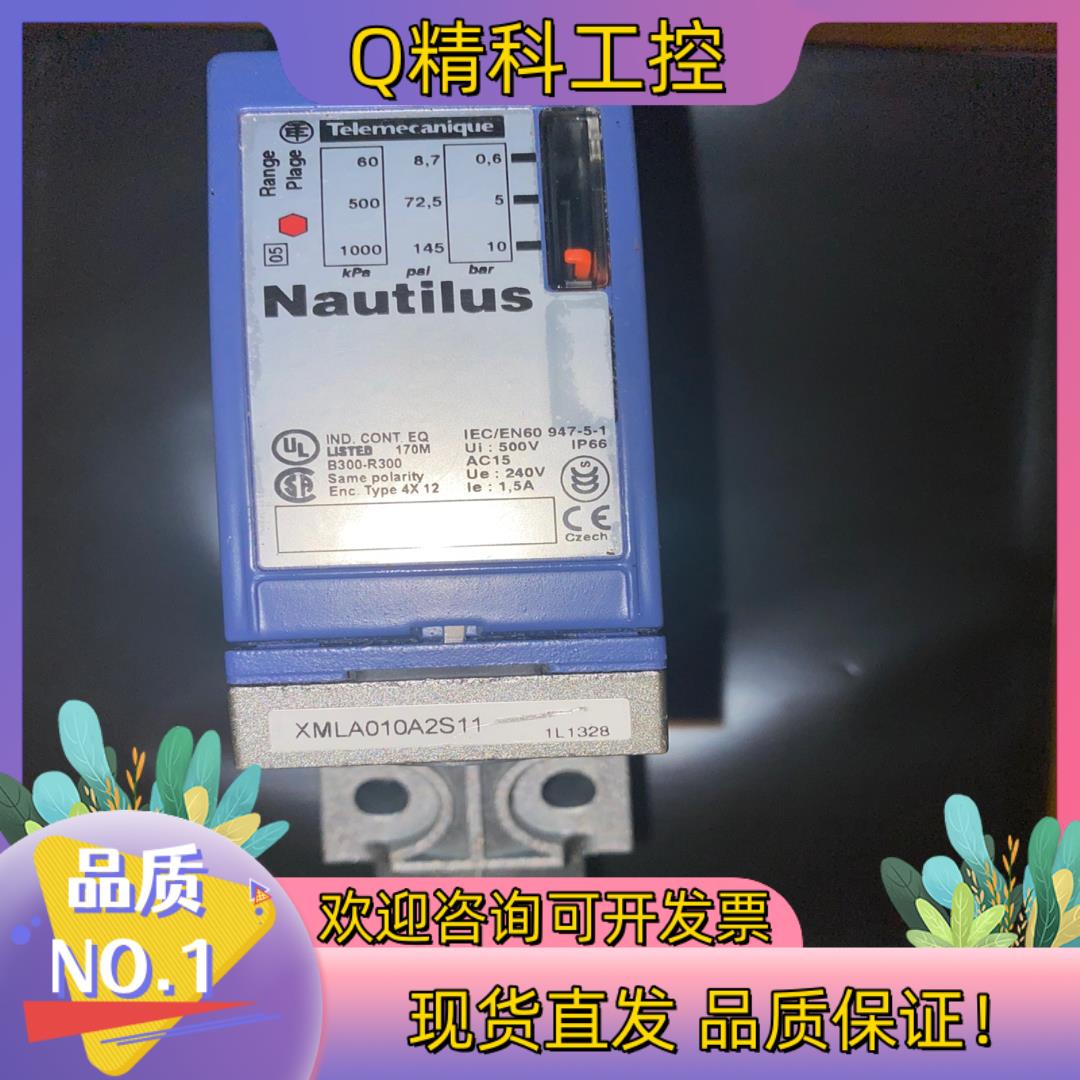 Q精科工控
Telemecanique
Range
Plage
05
60 8,7 0,6
500 72,5 5
1000 145 10
kPa psi bar
Nautilus
UL
IND. CONT. EQ
LISTED 170M
B300-R300
Same polarity
Enc. Type 4X 12
IEC/EN60 947-5-1
Ui : 500V IP66
AC15
Ue : 240V
Ie : 1,5A
CE
Czech
XMLA010A2S11
1L1328
品质
NO.1
欢迎咨询可开发票
现货直发 品质保证!